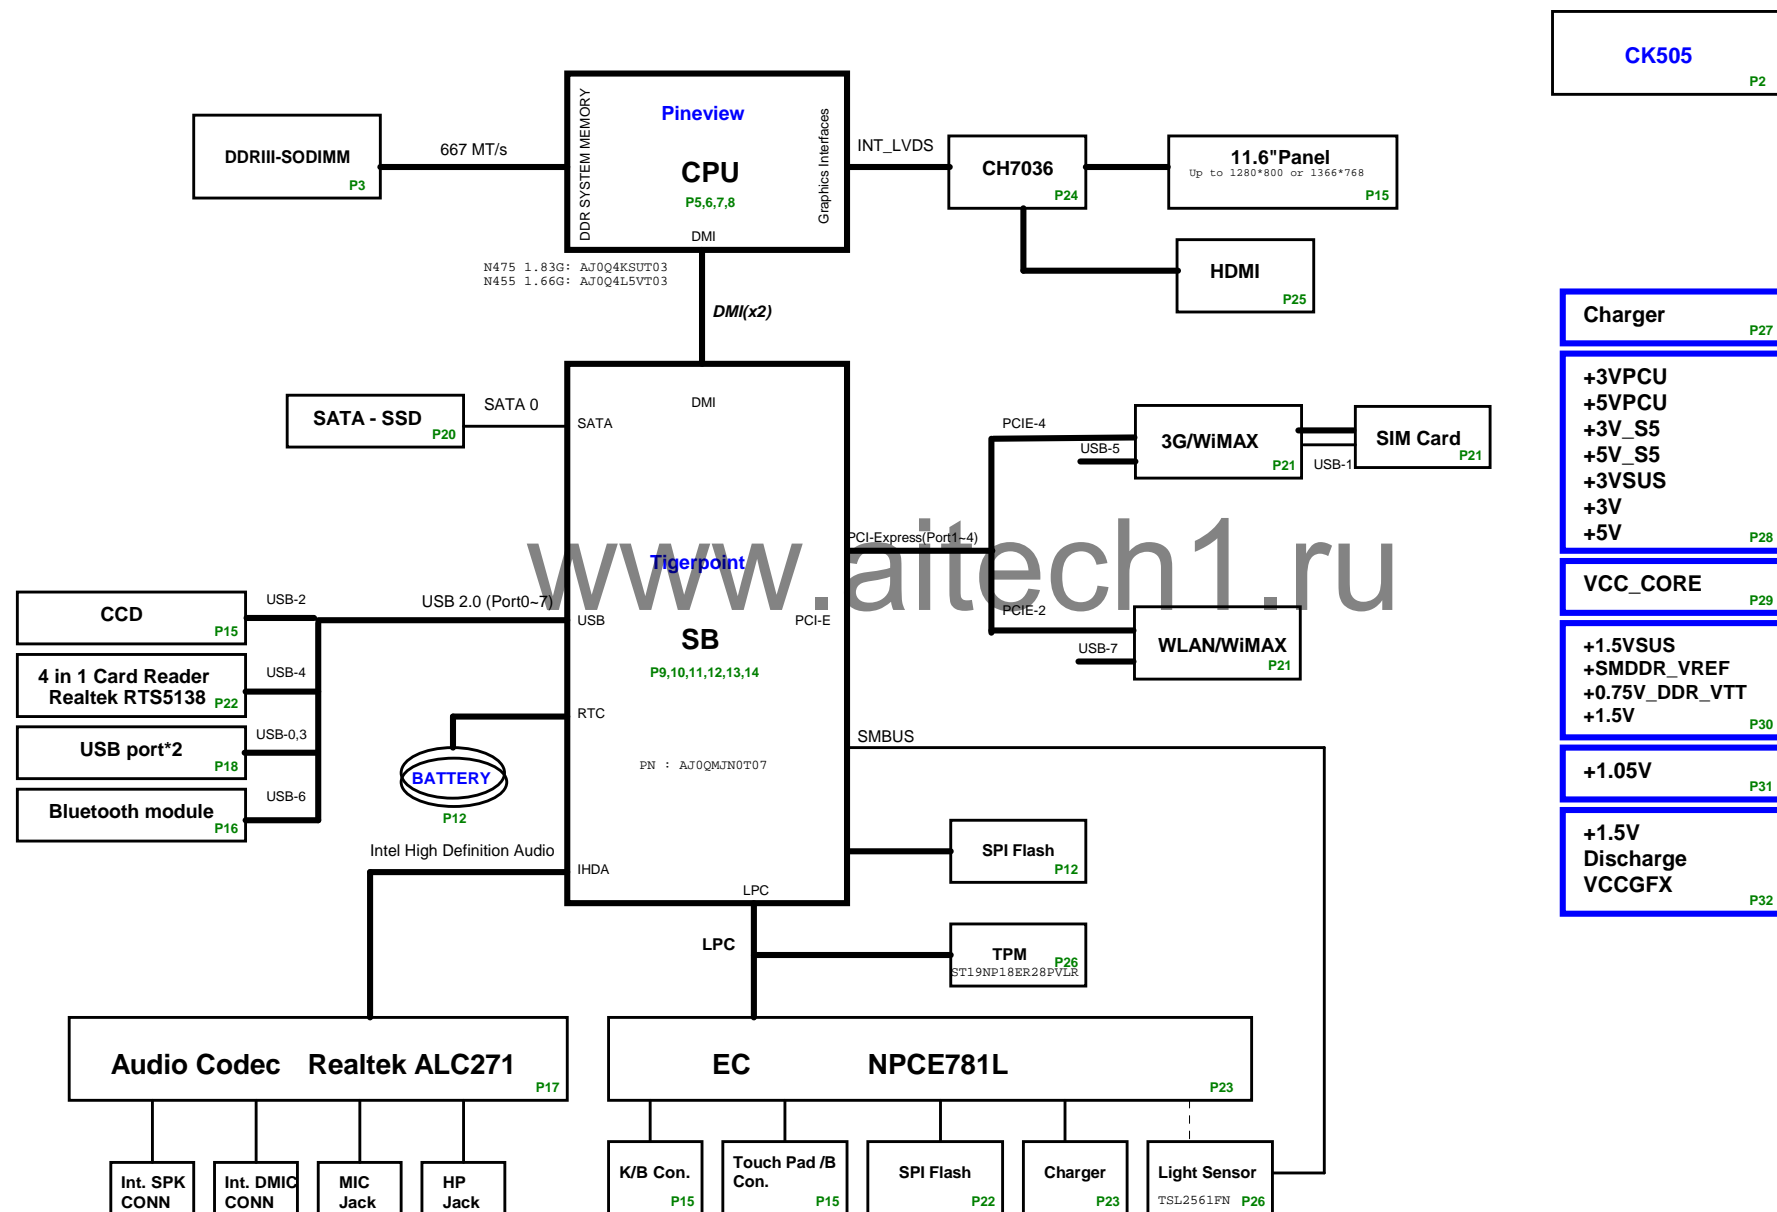 CK505
P2
Pineview
CPU
P5,6,7,8
DDR SYSTEM MEMORY
Graphics Interfaces
DMI
DDRIII-SODIMM
P3
667 MT/s
INT_LVDS
CH7036
P24
11.6"Panel
Up to 1280*800 or 1366*768
P15
HDMI
P25
N475 1.83G: AJ0Q4KSUT03
N455 1.66G: AJ0Q4L5VT03
DMI(x2)
Charger
P27
+3VPCU
+5VPCU
+3V_S5
+5V_S5
+3VSUS
+3V
+5V
P28
VCC_CORE
P29
+1.5VSUS
+SMDDR_VREF
+0.75V_DDR_VTT
+1.5V
P30
+1.05V
P31
+1.5V
Discharge
VCCGFX
P32
SATA - SSD
P20
SATA 0
SATA
DMI
PCIE-4
USB-5
3G/WiMAX
P21
USB-1
SIM Card
P21
PCI-Express(Port1~4)
www.aitech1.ru
Tigerpoint
SB
P9,10,11,12,13,14
PN : AJ0QMJN0T07
USB
PCI-E
RTC
IHDA
LPC
PCIE-2
USB-7
WLAN/WiMAX
P21
CCD
P15
USB-2
USB 2.0 (Port0~7)
4 in 1 Card Reader
Realtek RTS5138
P22
USB-4
USB port*2
P18
USB-0,3
Bluetooth module
P16
USB-6
BATTERY
P12
SMBUS
Intel High Definition Audio
SPI Flash
P12
LPC
TPM
P26
ST19NP18ER28PVLR
Audio Codec Realtek ALC271
P17
EC NPCE781L
P23
Int. SPK
CONN
Int. DMIC
CONN
MIC
Jack
HP
Jack
K/B Con.
P15
Touch Pad /B
Con.
P15
SPI Flash
P22
Charger
P23
Light Sensor
TSL2561FN
P26